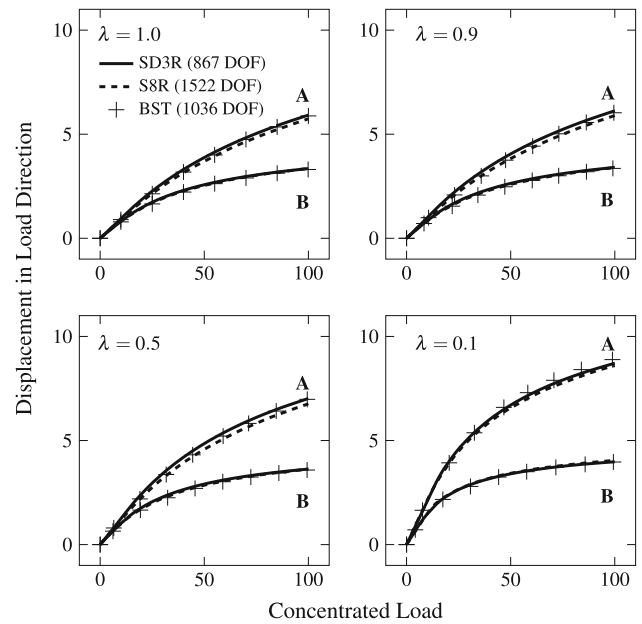 Displacement in Load Direction
10
5
0
λ = 1.0
SD3R (867 DOF)
S8R (1522 DOF)
BST (1036 DOF)
A
B
0
50
100
10
5
0
λ = 0.9
A
B
0
50
100
10
5
0
λ = 0.5
A
B
0
50
100
10
5
0
λ = 0.1
A
B
0
50
100
Concentrated Load